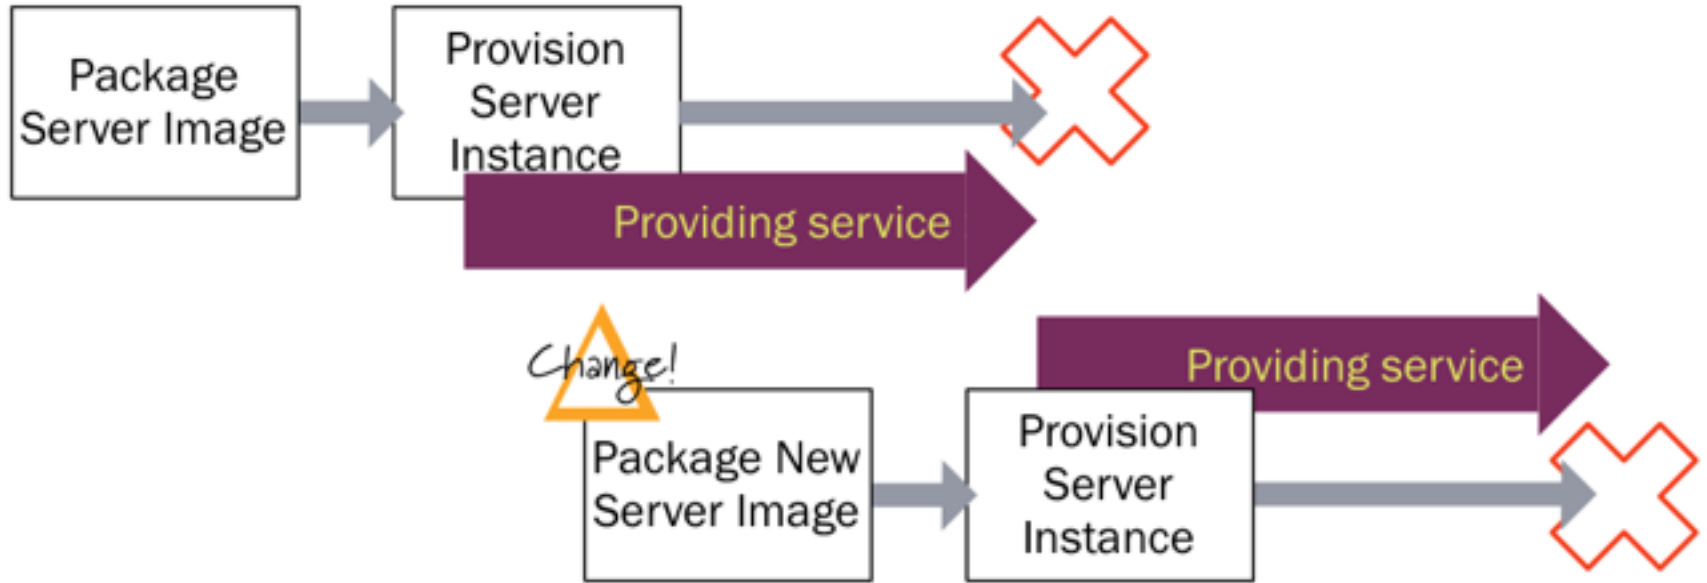 Package
Server Image
Provision
Server
Instance
Providing service
Change!
Providing service
Package New
Server Image
Provision
Server
Instance